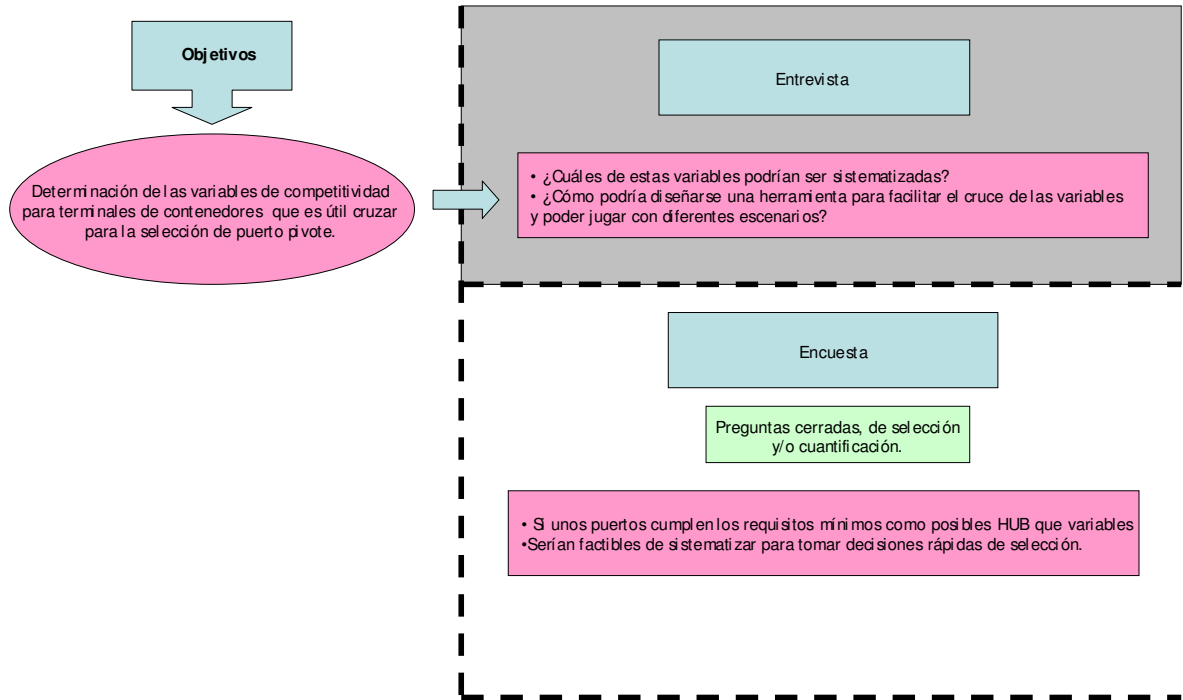 Objetivos
Determinación de las variables de competitividad
para terminales de contenedores que es útil cruzar
para la selección de puerto pivote.
Entrevista
• ¿Cuáles de estas variables podrían ser sistematizadas?
• ¿Cómo podría diseñarse una herramienta para facilitar el cruce de las variables
y poder jugar con diferentes escenarios?
Encuesta
Preguntas cerradas, de selección
y/o cuantificación.
• Si unos puertos cumplen los requisitos mínimos como posibles HUB que variables
•Serían factibles de sistematizar para tomar decisiones rápidas de selección.